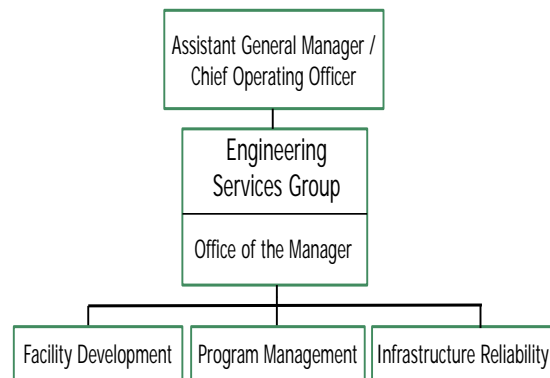 Assistant General Manager /
Chief Operating Officer
Engineering
Services Group
Office of the Manager
Facility Development
Program Management
Infrastructure Reliability